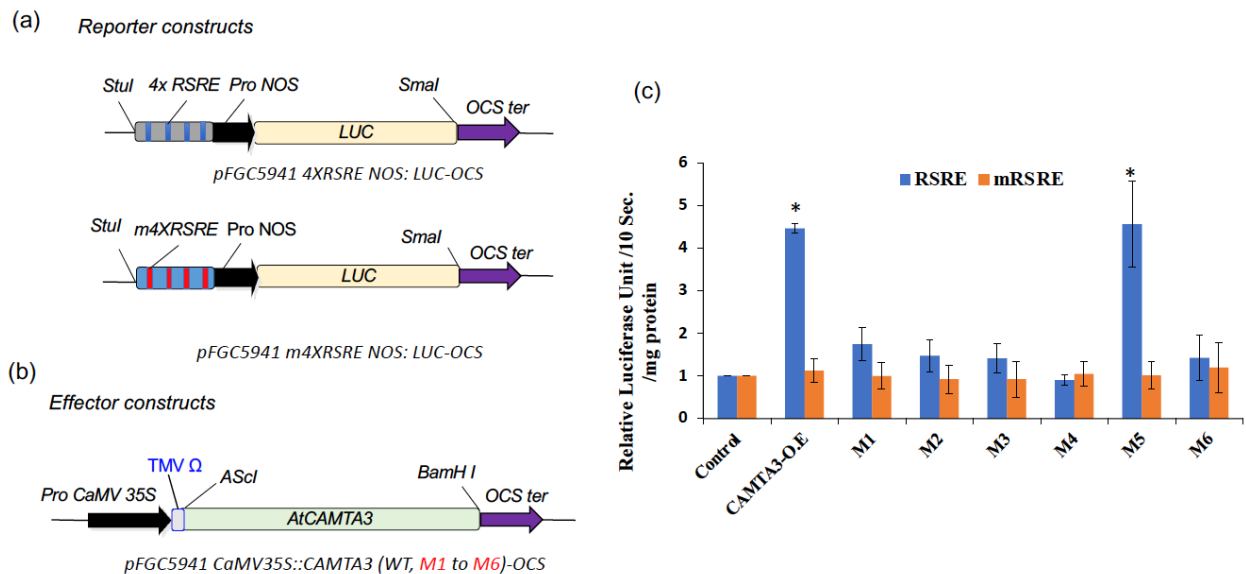 (a)
Reporter constructs
StuI
4x RSRE
Pro NOS
SmaI
OCS ter
LUC
pFGC5941 4XRSRE NOS: LUC-OCS
StuI
m4XRSRE
Pro NOS
SmaI
OCS ter
LUC
pFGC5941 m4XRSRE NOS: LUC-OCS
(b)
Effector constructs
TMV Ω
Pro CaMV 35S
AScI
BamH I
OCS ter
AtCAMTA3
pFGC5941 CaMV35S::CAMTA3 (WT, M1 to M6)-OCS
(c)
Relative Luciferase Unit /10 Sec.
/mg protein
6
5
4
3
2
1
0
RSRE
mRSRE
*
*
Control
CAMTA3-O.E
M1
M2
M3
M4
M5
M6